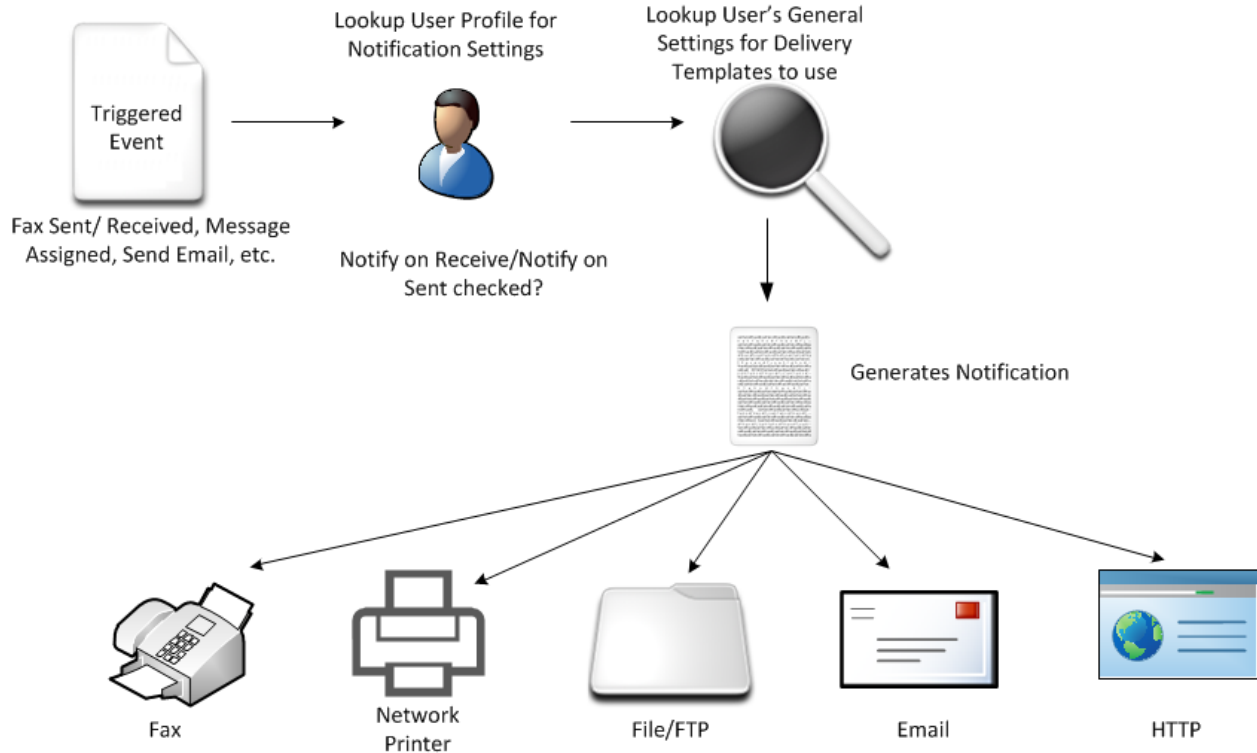 Triggered
Event
Fax Sent/ Received, Message
Assigned, Send Email, etc.
Lookup User Profile for
Notification Settings
Notify on Receive/Notify on
Sent checked?
Lookup User’s General
Settings for Delivery
Templates to use
Generates Notification
Fax
Network
Printer
File/FTP
Email
HTTP